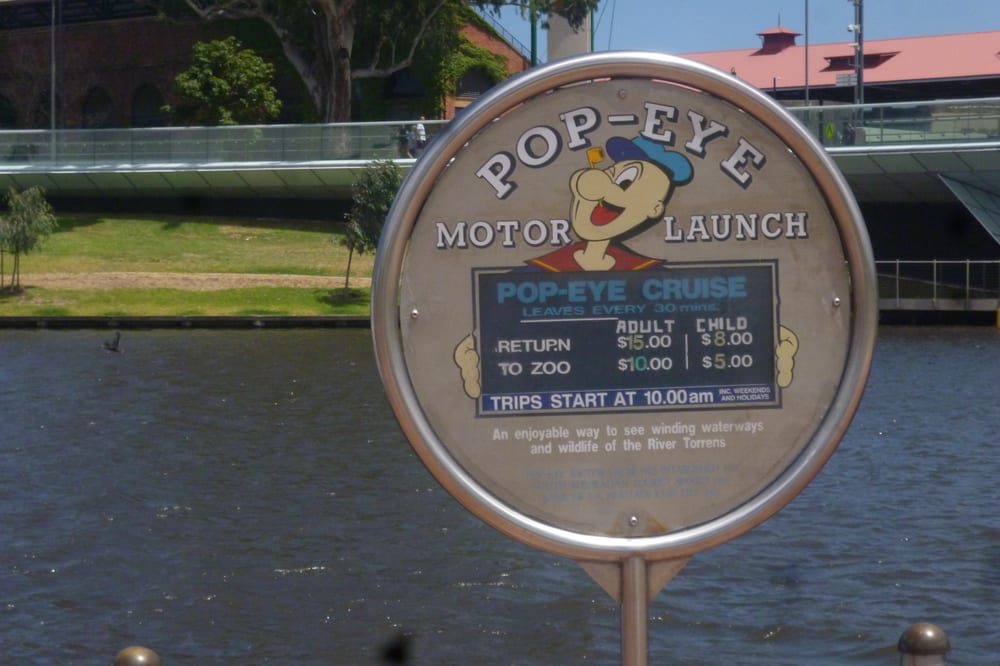 POP-EYE
MOTOR LAUNCH
POP-EYE CRUISE
LEAVES EVERY 30 mins.
ADULT CHILD
RETURN $15.00 $8.00
TO ZOO $10.00 $5.00
TRIPS START AT 10.00am INC. WEEKENDS
AND HOLIDAYS
An enjoyable way to see winding waterways
and wildlife of the River Torrens